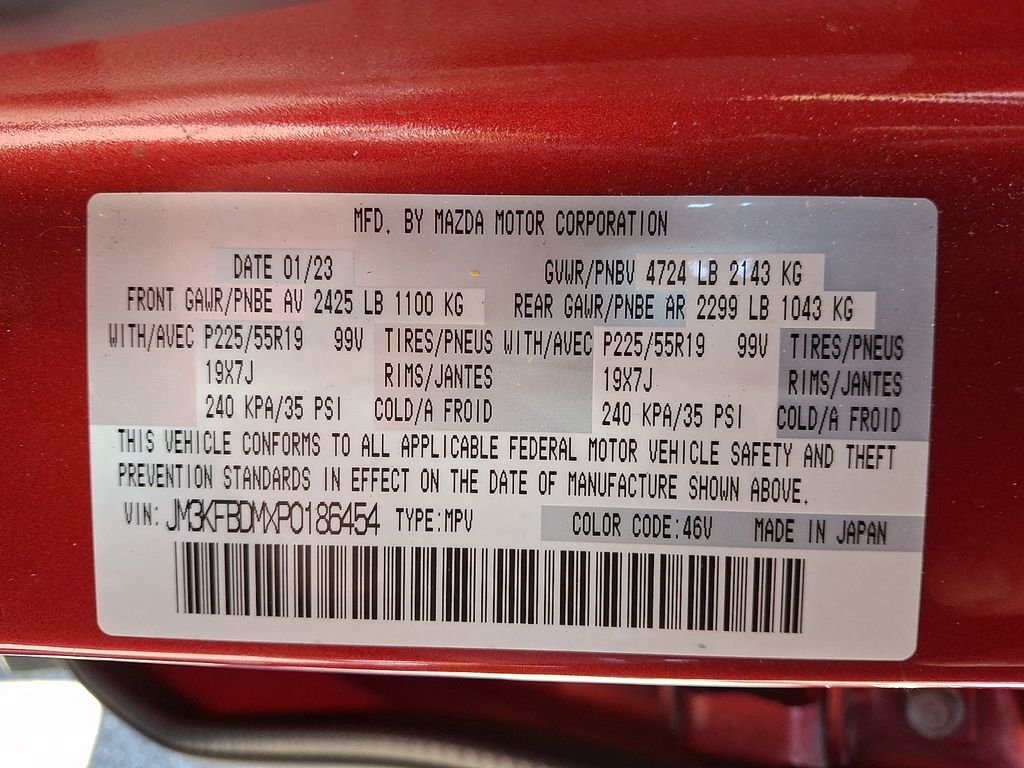 MFD. BY MAZDA MOTOR CORPORATION
DATE 01/23 GVWR/PNBV 4724 LB 2143 KG
FRONT GAWR/PNBE AV 2425 LB 1100 KG REAR GAWR/PNBE AR 2299 LB 1043 KG
WITH/AVEC P225/55R19 99V TIRES/PNEUS WITH/AVEC P225/55R19 99V TIRES/PNEUS
19X7J RIMS/JANTES 19X7J RIMS/JANTES
240 KPA/35 PSI COLD/A FROID 240 KPA/35 PSI COLD/A FROID
THIS VEHICLE CONFORMS TO ALL APPLICABLE FEDERAL MOTOR VEHICLE SAFETY AND THEFT
PREVENTION STANDARDS IN EFFECT ON THE DATE OF MANUFACTURE SHOWN ABOVE.
VIN: JM3KFBDMXP0186454 TYPE:MPV COLOR CODE:46V MADE IN JAPAN